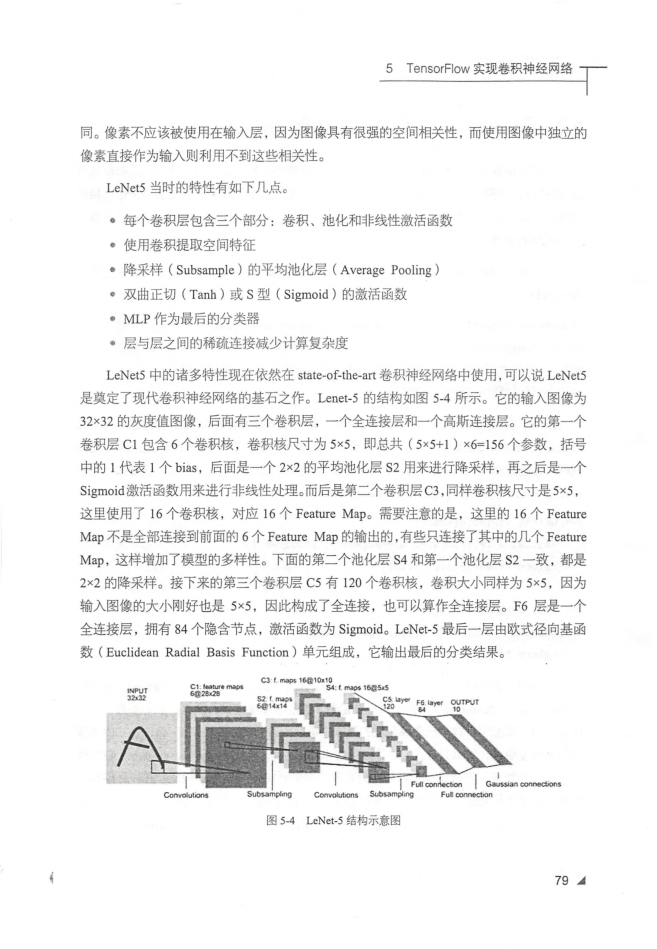 5 TensorFlow 实现卷积神经网络
同。像素不应该被使用在输入层，因为图像具有很强的空间相关性，而使用图像中独立的
像素直接作为输入则利用不到这些相关性。
LeNet5 当时的特性有如下几点。
● 每个卷积层包含三个部分：卷积、池化和非线性激活函数
● 使用卷积提取空间特征
● 降采样（Subsample）的平均池化层（Average Pooling）
● 双曲正切（Tanh）或 S 型（Sigmoid）的激活函数
● MLP 作为最后的分类器
● 层与层之间的稀疏连接减少计算复杂度
LeNet5 中的诸多特性现在依然在 state-of-the-art 卷积神经网络中使用，可以说 LeNet5
是奠定了现代卷积神经网络的基石之作。Lenet-5 的结构如图 5-4 所示。它的输入图像为
32×32 的灰度值图像，后面有三个卷积层，一个全连接层和一个高斯连接层。它的第一个
卷积层 C1 包含 6 个卷积核，卷积核尺寸为 5×5，即总共（5×5+1）×6=156 个参数，括号
中的 1 代表 1 个 bias，后面是一个 2×2 的平均池化层 S2 用来进行降采样，再之后是一个
Sigmoid 激活函数用来进行非线性处理。而后是第二个卷积层 C3，同样卷积核尺寸是 5×5，
这里使用了 16 个卷积核，对应 16 个 Feature Map。需要注意的是，这里的 16 个 Feature
Map 不是全部连接到前面的 6 个 Feature Map 的输出的，有些只连接了其中的几个 Feature
Map，这样增加了模型的多样性。下面的第二个池化层 S4 和第一个池化层 S2 一致，都是
2×2 的降采样。接下来的第三个卷积层 C5 有 120 个卷积核，卷积大小同样为 5×5，因为
输入图像的大小刚好也是 5×5，因此构成了全连接，也可以算作全连接层。F6 层是一个
全连接层，拥有 84 个隐含节点，激活函数为 Sigmoid。LeNet-5 最后一层由欧式径向基函
数（Euclidean Radial Basis Function）单元组成，它输出最后的分类结果。
INPUT
32x32
C1: feature maps
6@28x28
S2: f. maps
6@14x14
C3: f. maps 16@10x10
S4: f. maps 16@5x5
C5: layer
120
F6: layer
84
OUTPUT
10
A
Convolutions
Subsampling
Convolutions
Subsampling
Full connection
Full connection
Gaussian connections
图 5-4 LeNet-5 结构示意图
79